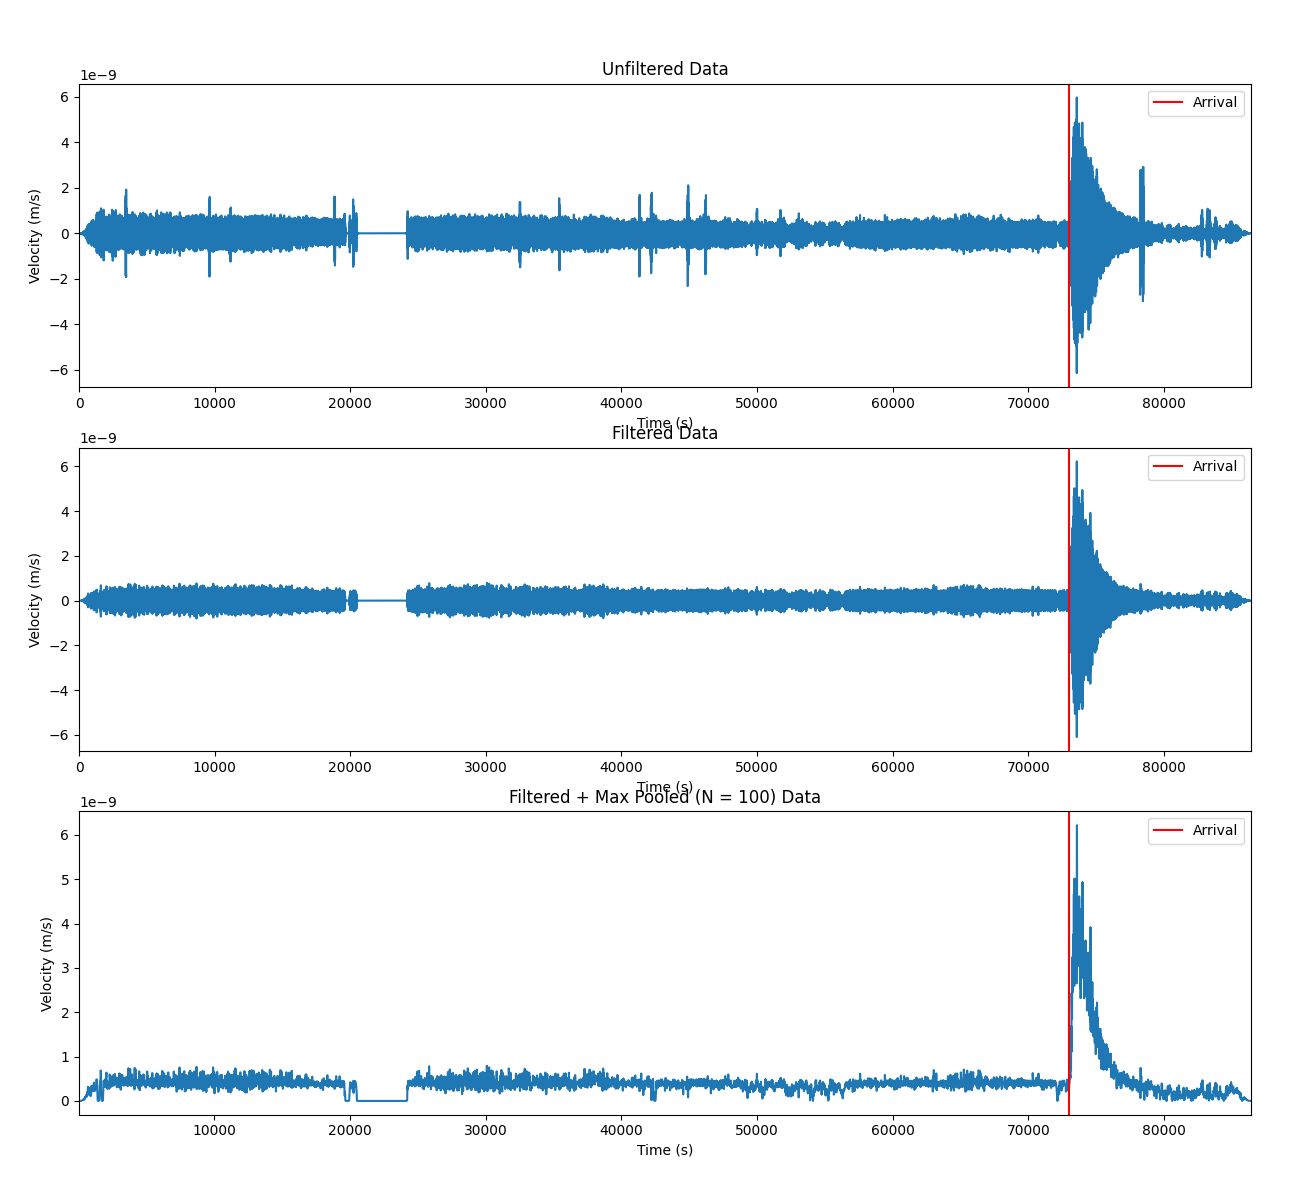 Unfiltered Data
1e−9
Arrival
Velocity (m/s)
6
4
2
0
−2
−4
−6
0 10000 20000 30000 40000 50000 60000 70000 80000
Time (s)
Filtered Data
1e−9
Arrival
Velocity (m/s)
6
4
2
0
−2
−4
−6
0 10000 20000 30000 40000 50000 60000 70000 80000
Time (s)
Filtered + Max Pooled (N = 100) Data
1e−9
Arrival
Velocity (m/s)
6
5
4
3
2
1
0
10000 20000 30000 40000 50000 60000 70000 80000
Time (s)